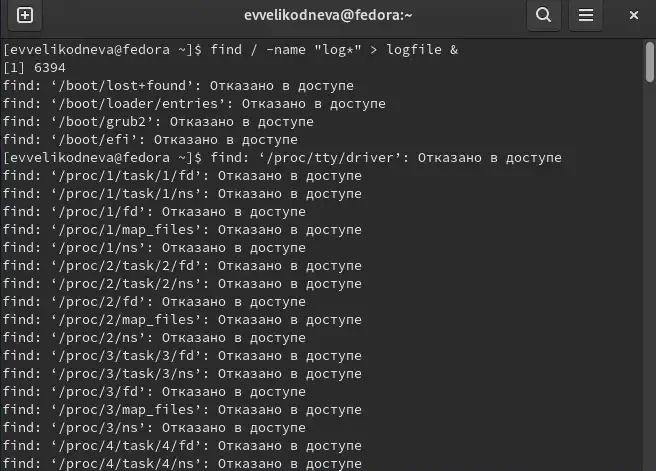 evvelikodneva@fedora:~
[evvelikodneva@fedora ~]$ find / -name "log*" > logfile &
[1] 6394
find: ‘/boot/lost+found’: Отказано в доступе
find: ‘/boot/loader/entries’: Отказано в доступе
find: ‘/boot/grub2’: Отказано в доступе
find: ‘/boot/efi’: Отказано в доступе
[evvelikodneva@fedora ~]$ find: ‘/proc/tty/driver’: Отказано в доступе
find: ‘/proc/1/task/1/fd’: Отказано в доступе
find: ‘/proc/1/task/1/ns’: Отказано в доступе
find: ‘/proc/1/fd’: Отказано в доступе
find: ‘/proc/1/map_files’: Отказано в доступе
find: ‘/proc/1/ns’: Отказано в доступе
find: ‘/proc/2/task/2/fd’: Отказано в доступе
find: ‘/proc/2/task/2/ns’: Отказано в доступе
find: ‘/proc/2/fd’: Отказано в доступе
find: ‘/proc/2/map_files’: Отказано в доступе
find: ‘/proc/2/ns’: Отказано в доступе
find: ‘/proc/3/task/3/fd’: Отказано в доступе
find: ‘/proc/3/task/3/ns’: Отказано в доступе
find: ‘/proc/3/fd’: Отказано в доступе
find: ‘/proc/3/map_files’: Отказано в доступе
find: ‘/proc/3/ns’: Отказано в доступе
find: ‘/proc/4/task/4/fd’: Отказано в доступе
find: ‘/proc/4/task/4/ns’: Отказано в доступе